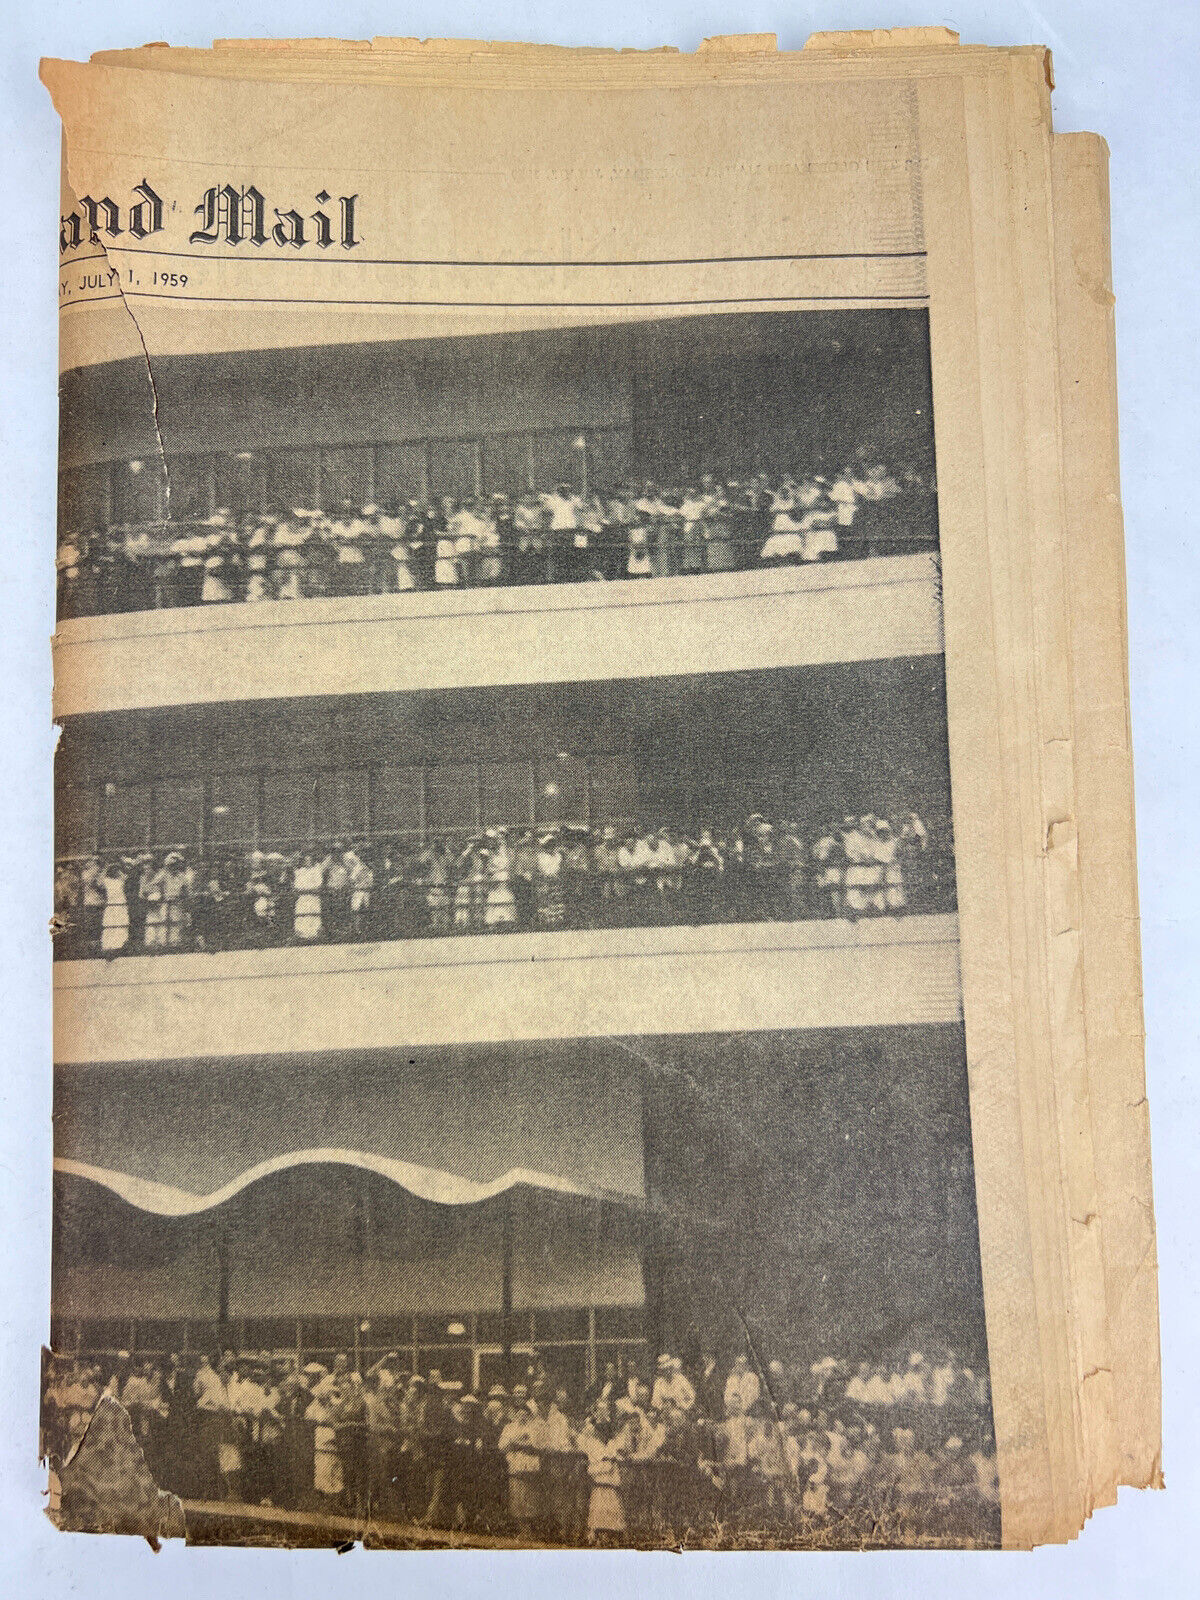 and Mail
Y, JULY 1, 1959